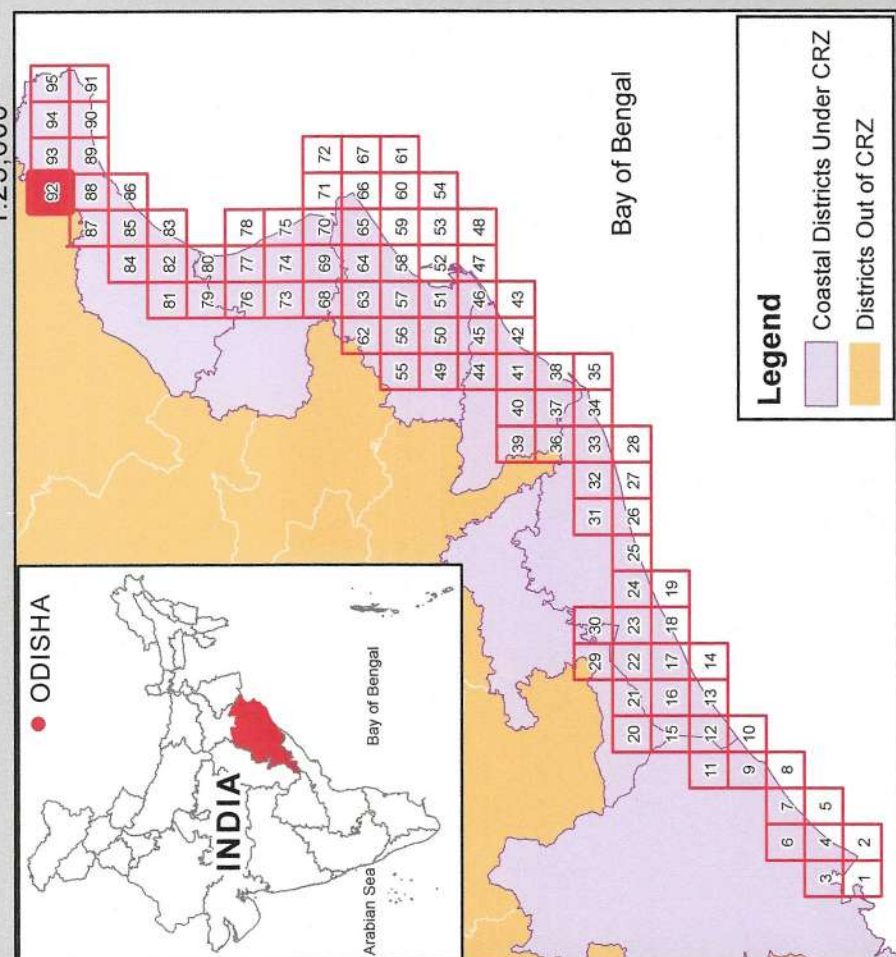 1:25,000
92 93 94 95
87 88 89 90 91
84 85 86
81 82 83
79 80
76 77 78
73 74 75
68 69 70 71 72
62 63 64 65 66 67
55 56 57 58 59 60 61
49 50 51 52 53 54
44 45 46 47 48
39 40 41 42 43
36 37 38
29 30 31 32 33 34 35
20 21 22 23 24 25 26 27 28
15 16 17 18 19
11 12 13 14
9 10
6 7 8
3 4 5
1 2
Bay of Bengal
ODISHA
INDIA
Arabian Sea
Bay of Bengal
Legend
Coastal Districts Under CRZ
Districts Out of CRZ